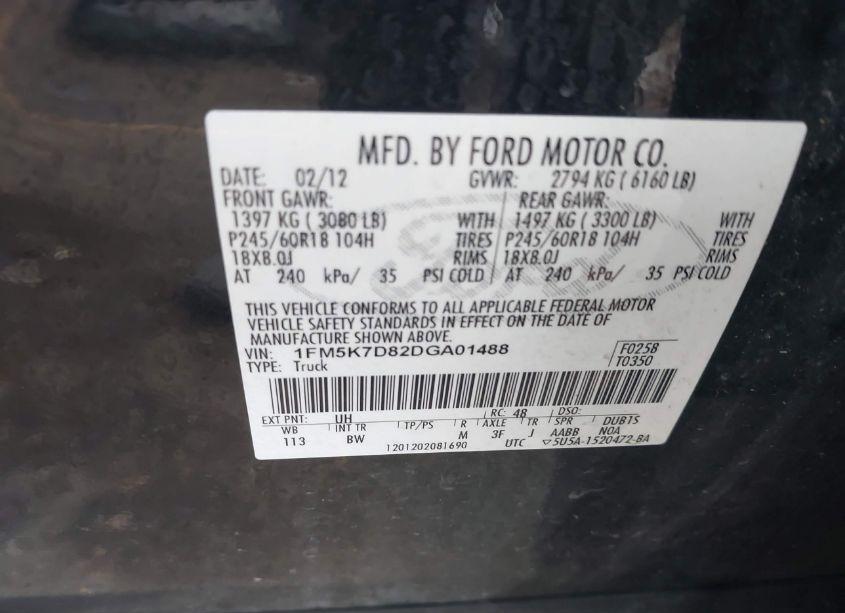 MFD. BY FORD MOTOR CO.
DATE: 02/12 GVWR: 2794 KG ( 6160 LB)
FRONT GAWR: REAR GAWR:
1397 KG ( 3080 LB) WITH 1497 KG ( 3300 LB) WITH
P245/60R18 104H TIRES P245/60R18 104H TIRES
18X8.0J RIMS 18X8.0J RIMS
AT 240 kPa/ 35 PSI COLD AT 240 kPa/ 35 PSI COLD
THIS VEHICLE CONFORMS TO ALL APPLICABLE FEDERAL MOTOR
VEHICLE SAFETY STANDARDS IN EFFECT ON THE DATE OF
MANUFACTURE SHOWN ABOVE.
VIN: 1FM5K7D82DGA01488 F0258
TYPE: Truck T0350
EXT PNT: UH RC: 48 DSO:
WB INT TR TP/PS R AXLE TR SPR DUBTS
113 BW M 3F J AABB N0A
1201202081690 UTC ▽5U5A-1520472-BA